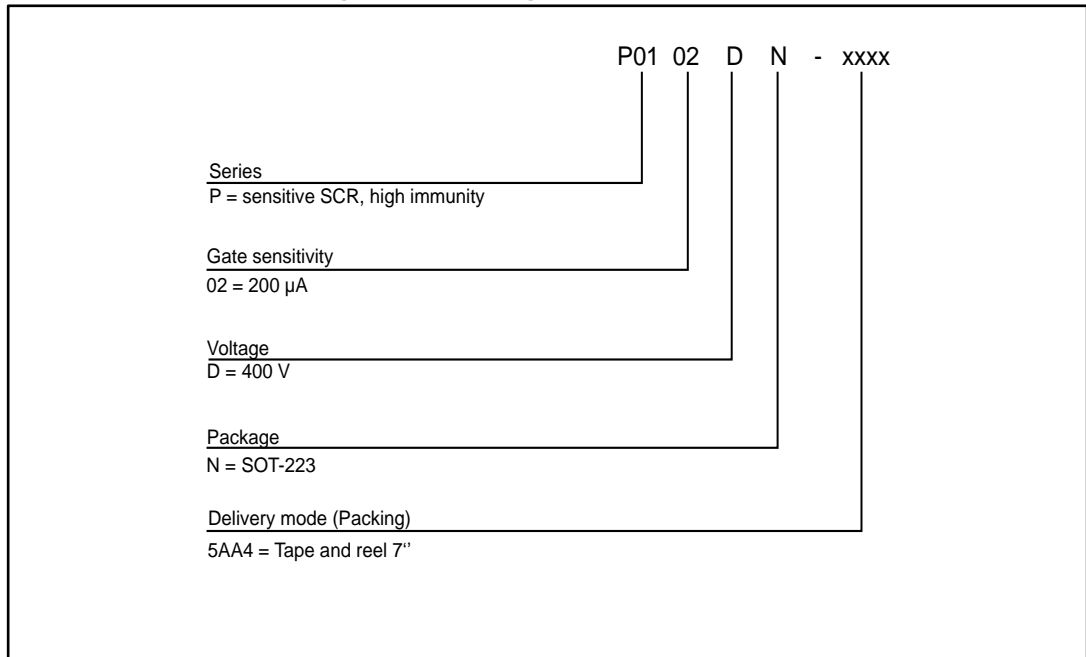 P01 02 D N - xxxx
Series
P = sensitive SCR, high immunity
Gate sensitivity
02 = 200 µA
Voltage
D = 400 V
Package
N = SOT-223
Delivery mode (Packing)
5AA4 = Tape and reel 7‘’